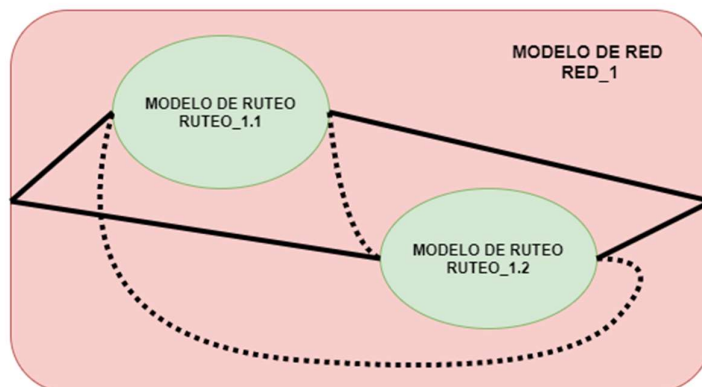 MODELO DE RED
RED_1
MODELO DE RUTEO
RUTEO_1.1
MODELO DE RUTEO
RUTEO_1.2